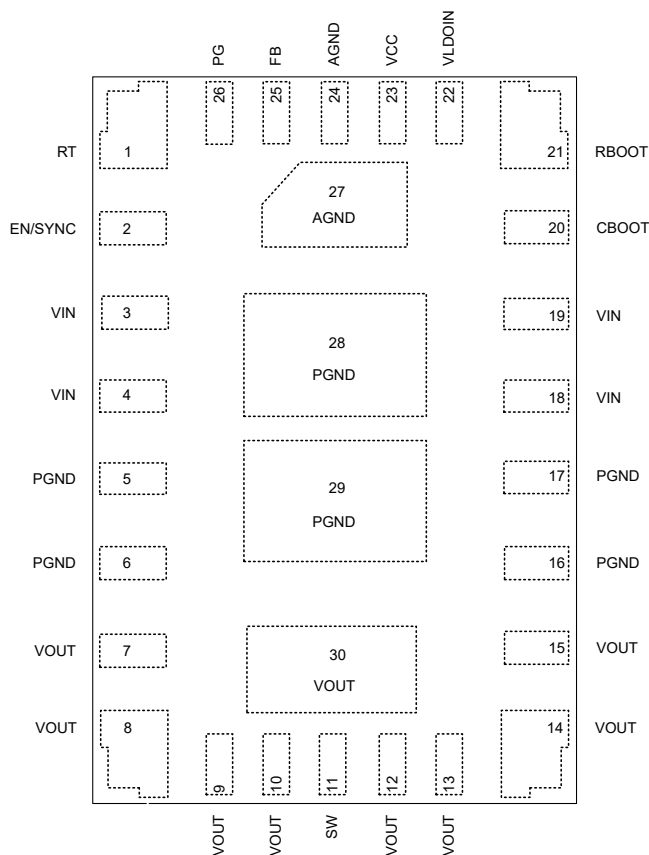 PG
FB
AGND
VCC
VLDOIN
26
25
24
23
22
RT
1
21
RBOOT
27
AGND
EN/SYNC
2
20
CBOOT
VIN
3
19
VIN
28
PGND
VIN
4
18
VIN
PGND
5
17
PGND
29
PGND
PGND
6
16
PGND
VOUT
7
15
VOUT
30
VOUT
VOUT
8
14
VOUT
9
10
11
12
13
VOUT
VOUT
SW
VOUT
VOUT